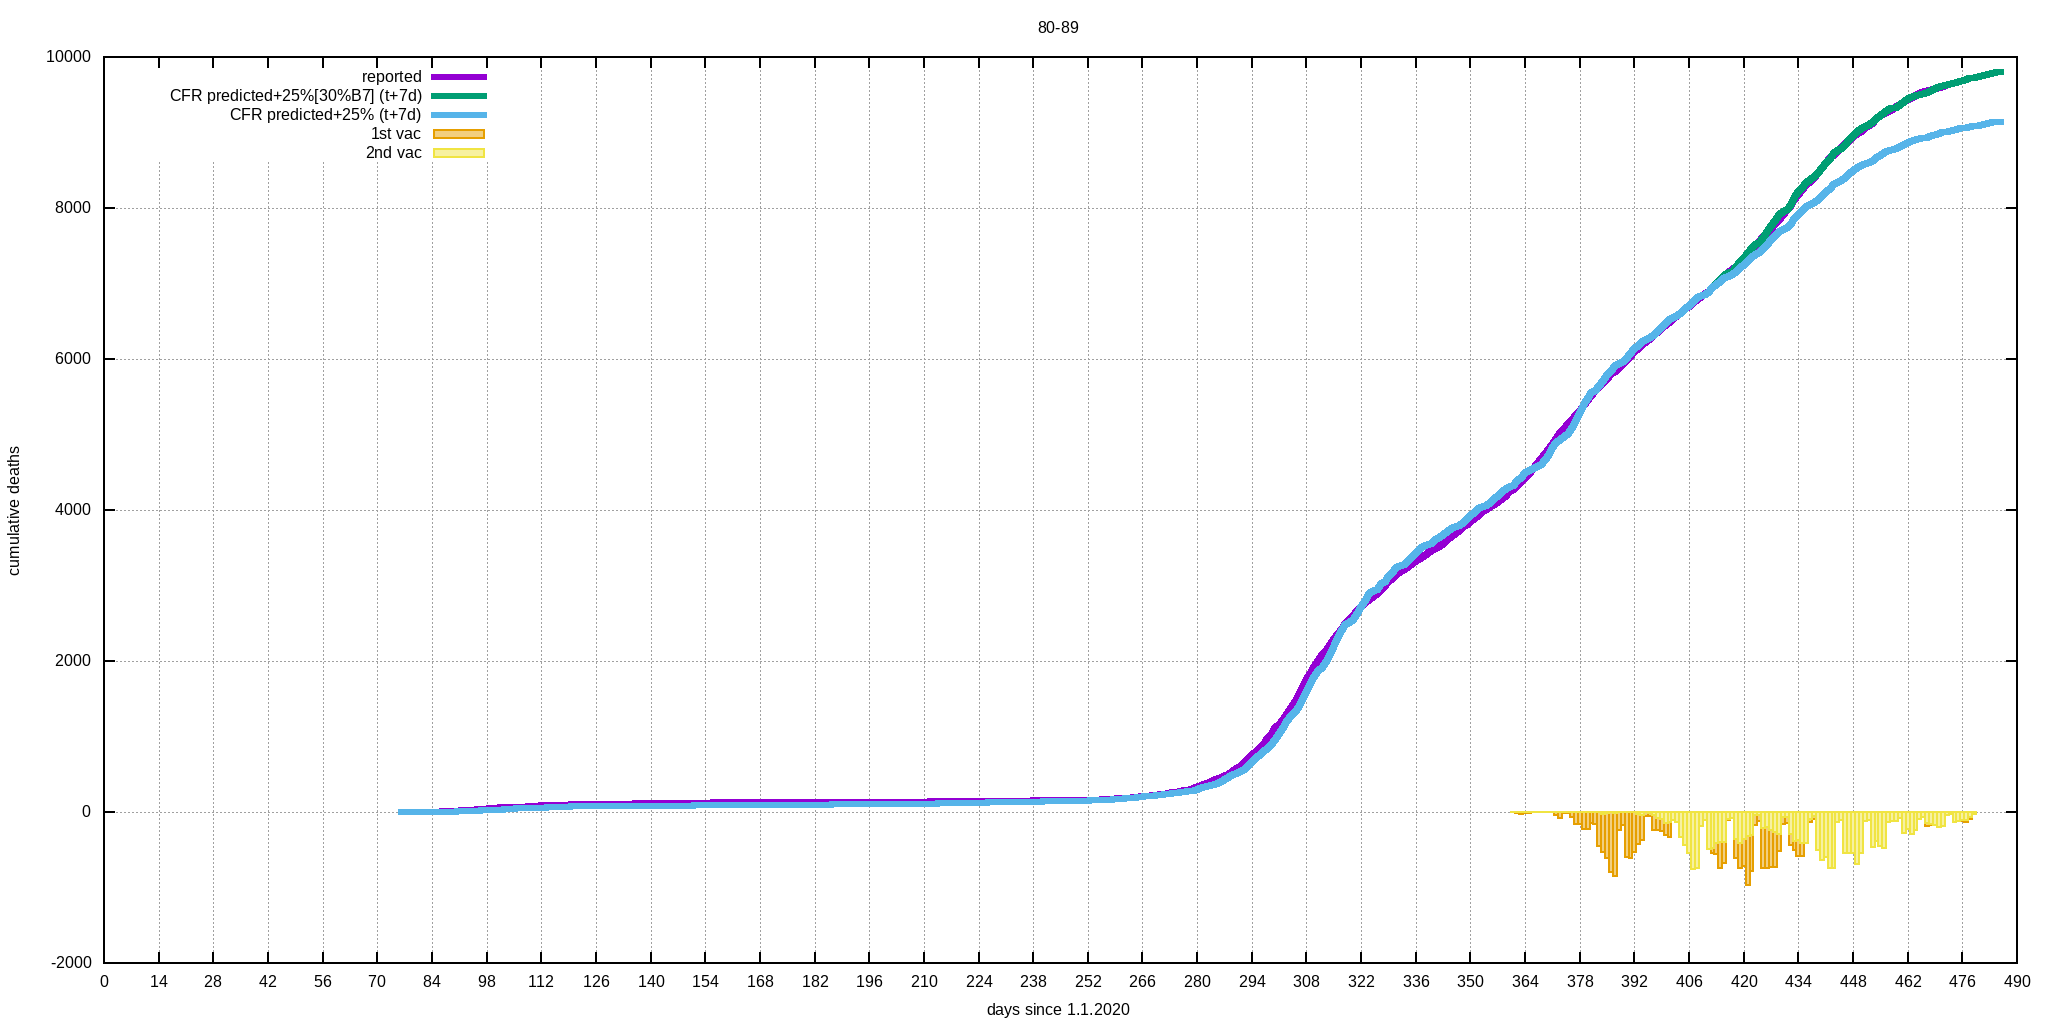 80-89
10000
8000
6000
4000
2000
0
-2000
cumulative deaths
reported
CFR predicted+25%[30%B7] (t+7d)
CFR predicted+25% (t+7d)
1st vac
2nd vac
0 14 28 42 56 70 84 98 112 126 140 154 168 182 196 210 224 238 252 266 280 294 308 322 336 350 364 378 392 406 420 434 448 462 476 490
days since 1.1.2020